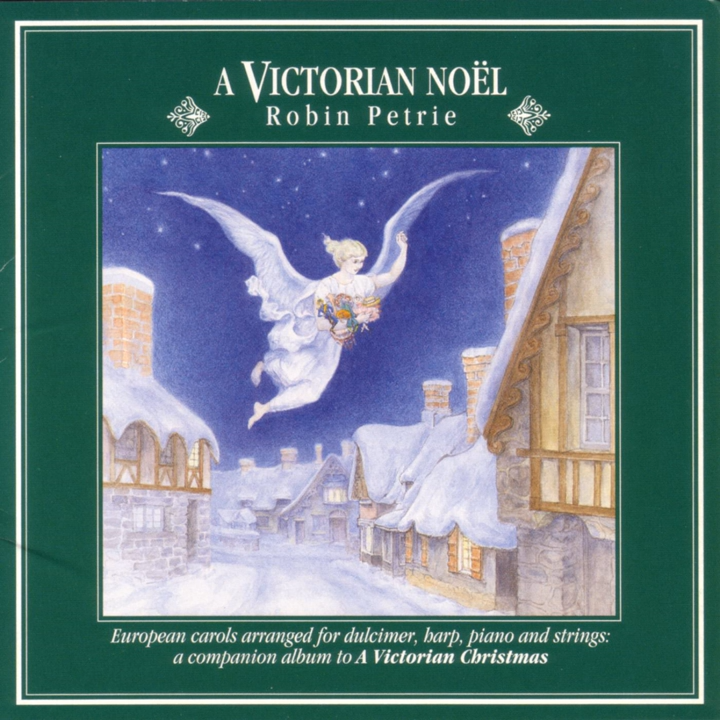 A VICTORIAN NOËL
Robin Petrie
European carols arranged for dulcimer, harp, piano and strings:
a companion album to A Victorian Christmas